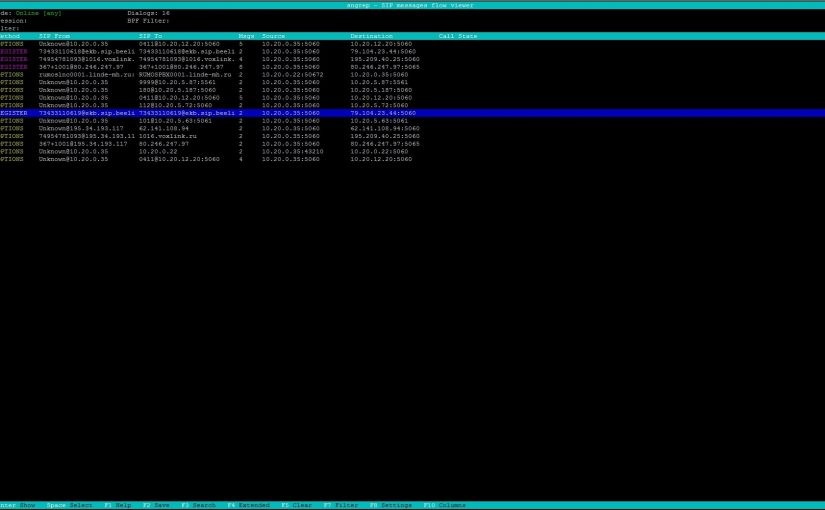 sngrep - SIP messages flow viewer
de: Online [any] Dialogs: 16
ession: BPF Filter:
lter:
ethod SIP From SIP To Msgs Source Destination Call State
PTIONS Unknown@10.20.0.35 0411@10.20.12.20:5060 5 10.20.0.35:5060 10.20.12.20:5060
EGISTER 73433110618@ekb.sip.beeli 73433110618@ekb.sip.beeli 2 10.20.0.35:5060 79.104.23.44:5060
EGISTER 74954781093@1016.voxlink. 74954781093@1016.voxlink. 4 10.20.0.35:5060 195.209.40.25:5060
EGISTER 367+1001@80.246.247.97 367+1001@80.246.247.97 8 10.20.0.35:5060 80.246.247.97:5065
PTIONS rumoslnc0001.linde-mh.ru: RUMOSPBX0001.linde-mh.ru 2 10.20.0.22:50672 10.20.0.35:5060
PTIONS Unknown@10.20.0.35 9999@10.20.5.87:5561 2 10.20.0.35:5060 10.20.5.87:5561
PTIONS Unknown@10.20.0.35 180@10.20.5.187:5060 2 10.20.0.35:5060 10.20.5.187:5060
PTIONS Unknown@10.20.0.35 0411@10.20.12.20:5060 5 10.20.0.35:5060 10.20.12.20:5060
PTIONS Unknown@10.20.0.35 112@10.20.5.72:5060 2 10.20.0.35:5060 10.20.5.72:5060
EGISTER 73433110619@ekb.sip.beeli 73433110619@ekb.sip.beeli 2 10.20.0.35:5060 79.104.23.44:5060
PTIONS Unknown@10.20.0.35 101@10.20.5.63:5061 2 10.20.0.35:5060 10.20.5.63:5061
PTIONS Unknown@195.34.193.117 62.141.108.94 2 10.20.0.35:5060 62.141.108.94:5060
PTIONS 74954781093@195.34.193.11 1016.voxlink.ru 2 10.20.0.35:5060 195.209.40.25:5060
PTIONS 367+1001@195.34.193.117 80.246.247.97 2 10.20.0.35:5060 80.246.247.97:5065
PTIONS Unknown@10.20.0.35 10.20.0.22 2 10.20.0.35:43210 10.20.0.22:5060
PTIONS Unknown@10.20.0.35 0411@10.20.12.20:5060 4 10.20.0.35:5060 10.20.12.20:5060
nter Show Space Select F1 Help F2 Save F3 Search F4 Extended F5 Clear F7 Filter F8 Settings F10 Columns